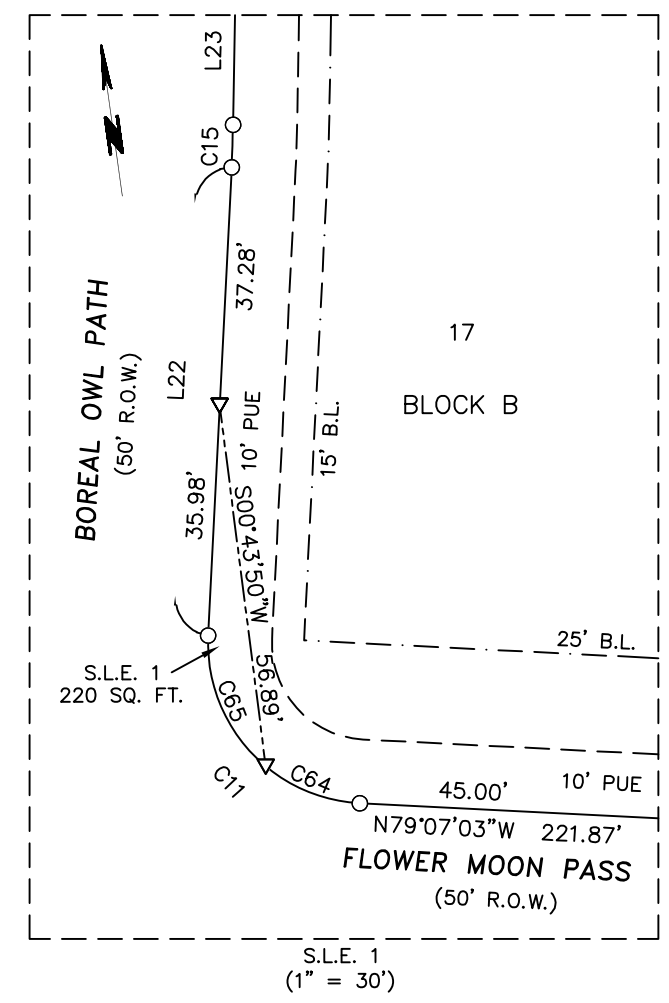 L23
C15
37.28'
BOREAL OWL PATH
(50' R.O.W.)
L22
10' PUE
15' B.L.
17
BLOCK B
35.98'
S00°43'50"W
56.89'
25' B.L.
S.L.E. 1
220 SQ. FT.
C65
C11
C64
45.00'
10' PUE
N79°07'03"W 221.87'
FLOWER MOON PASS
(50' R.O.W.)
S.L.E. 1
(1" = 30')
N